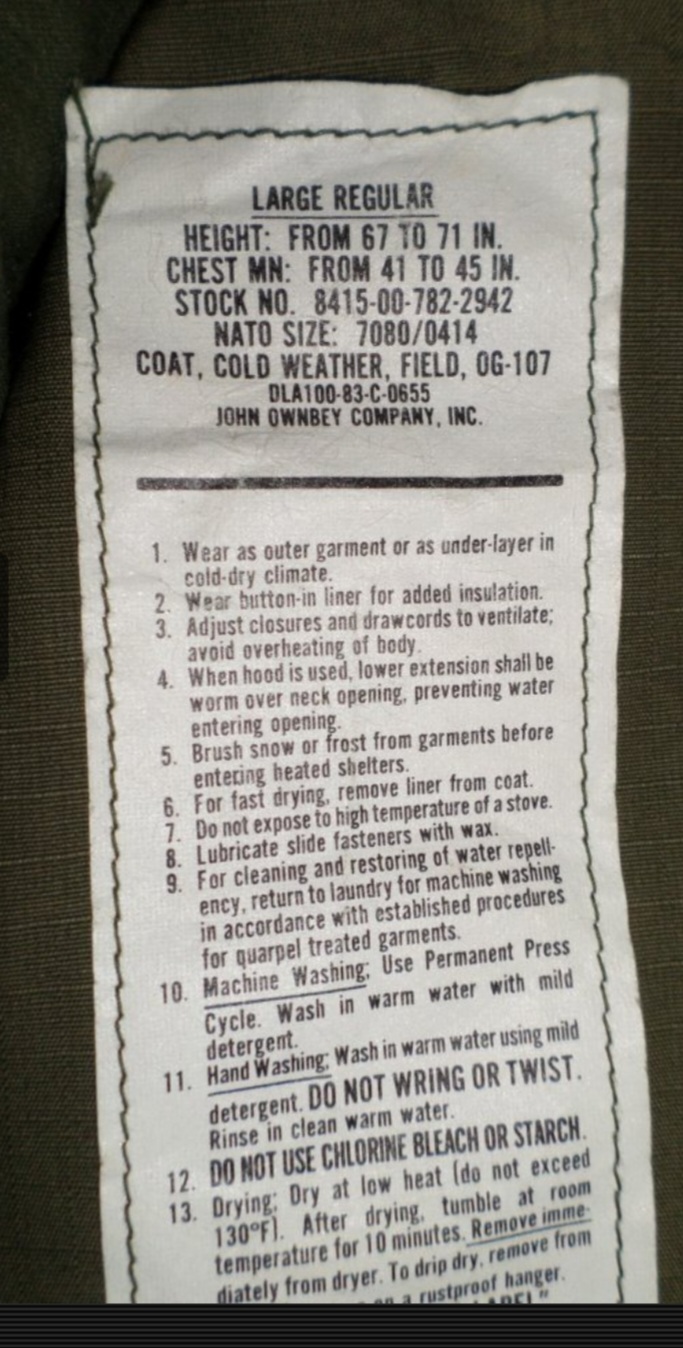 LARGE REGULAR
HEIGHT: FROM 67 TO 71 IN.
CHEST MN: FROM 41 TO 45 IN.
STOCK NO. 8415-00-782-2942
NATO SIZE: 7080/0414
COAT, COLD WEATHER, FIELD, OG-107
DLA100-83-C-0655
JOHN OWNBEY COMPANY, INC.
1. Wear as outer garment or as under-layer in
cold-dry climate.
2. Wear button-in liner for added insulation.
3. Adjust closures and drawcords to ventilate;
avoid overheating of body.
4. When hood is used, lower extension shall be
worm over neck opening, preventing water
entering opening.
5. Brush snow or frost from garments before
entering heated shelters.
6. For fast drying, remove liner from coat.
7. Do not expose to high temperature of a stove.
8. Lubricate slide fasteners with wax.
9. For cleaning and restoring of water repell-
ency, return to laundry for machine washing
in accordance with established procedures
for quarpel treated garments.
10. Machine Washing: Use Permanent Press
Cycle. Wash in warm water with mild
detergent.
11. Hand Washing: Wash in warm water using mild
detergent. DO NOT WRING OR TWIST.
Rinse in clean warm water.
12. DO NOT USE CHLORINE BLEACH OR STARCH.
13. Drying: Dry at low heat (do not exceed
130°F). After drying, tumble at room
temperature for 10 minutes. Remove imme-
diately from dryer. To drip dry, remove from
a rustproof hanger.